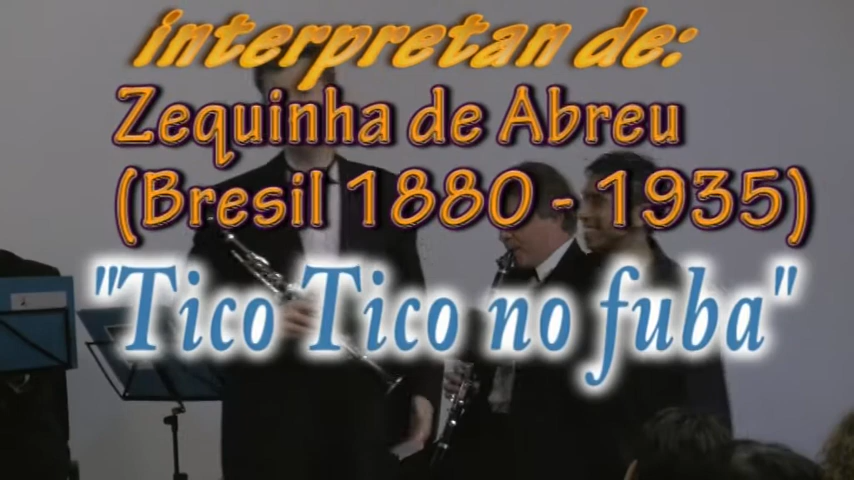 interpretan de:
Zequinha de Abreu
(Bresil 1880 - 1935)
"Tico Tico no fuba"